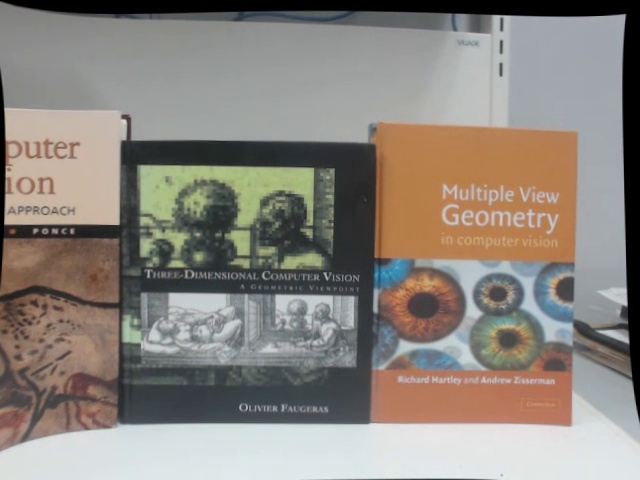 puter
ion
APPROACH
PONCE
THREE-DIMENSIONAL COMPUTER VISION
A GEOMETRIC VIEWPOINT
OLIVIER FAUGERAS
Multiple View
Geometry
in computer vision
Richard Hartley and Andrew Zisserman